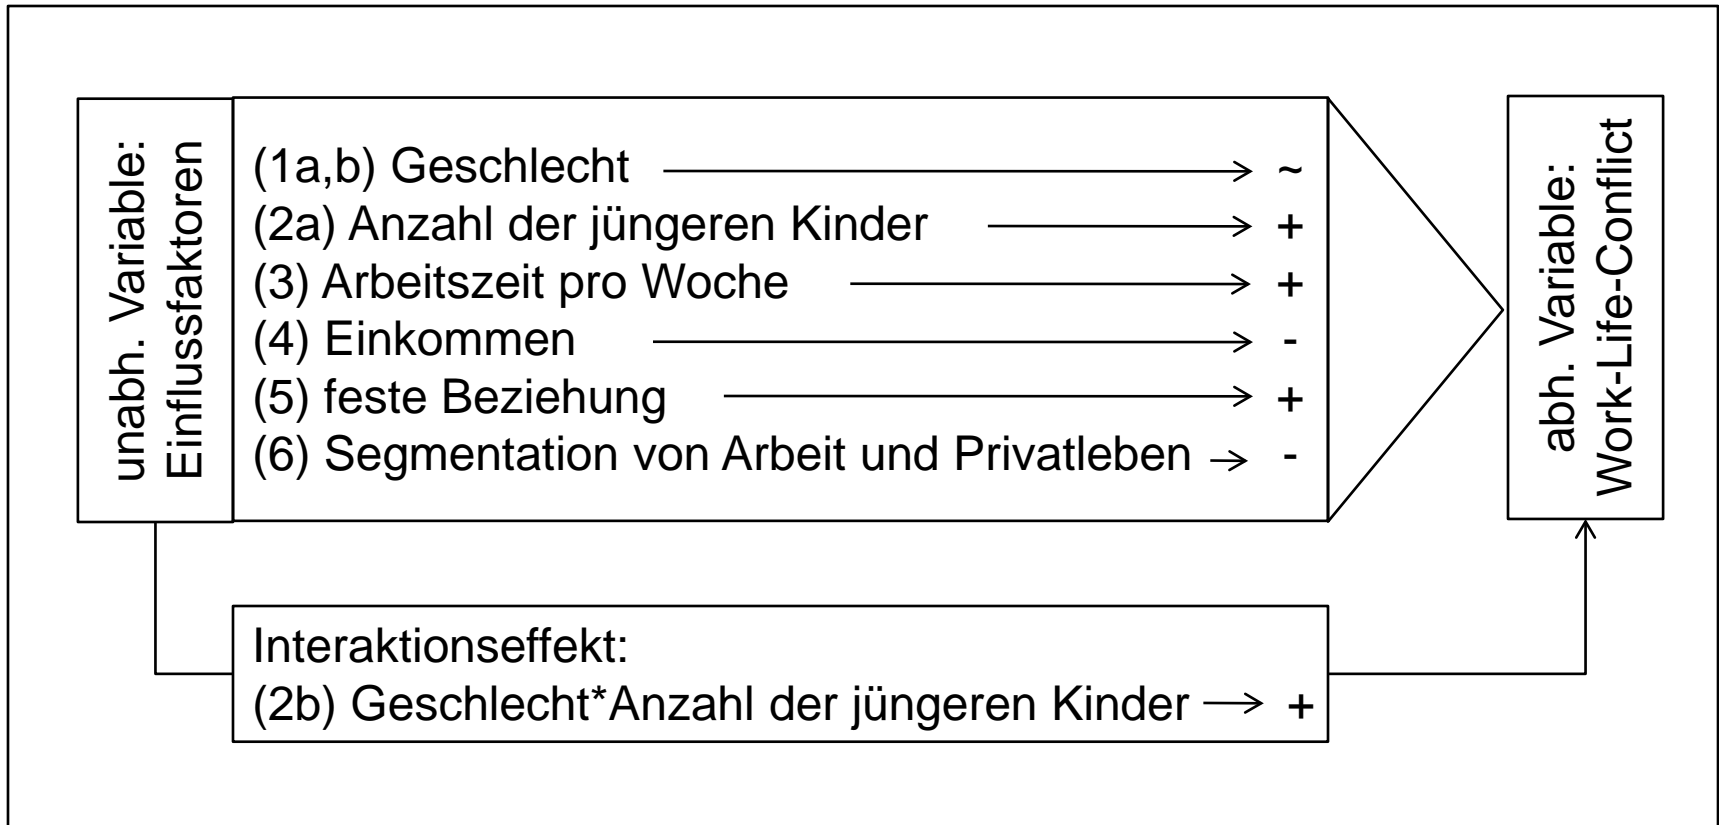 unabh. Variable:
Einflussfaktoren
(1a,b) Geschlecht ~
(2a) Anzahl der jüngeren Kinder +
(3) Arbeitszeit pro Woche +
(4) Einkommen -
(5) feste Beziehung +
(6) Segmentation von Arbeit und Privatleben -
abh. Variable:
Work-Life-Conflict
Interaktionseffekt:
(2b) Geschlecht*Anzahl der jüngeren Kinder +